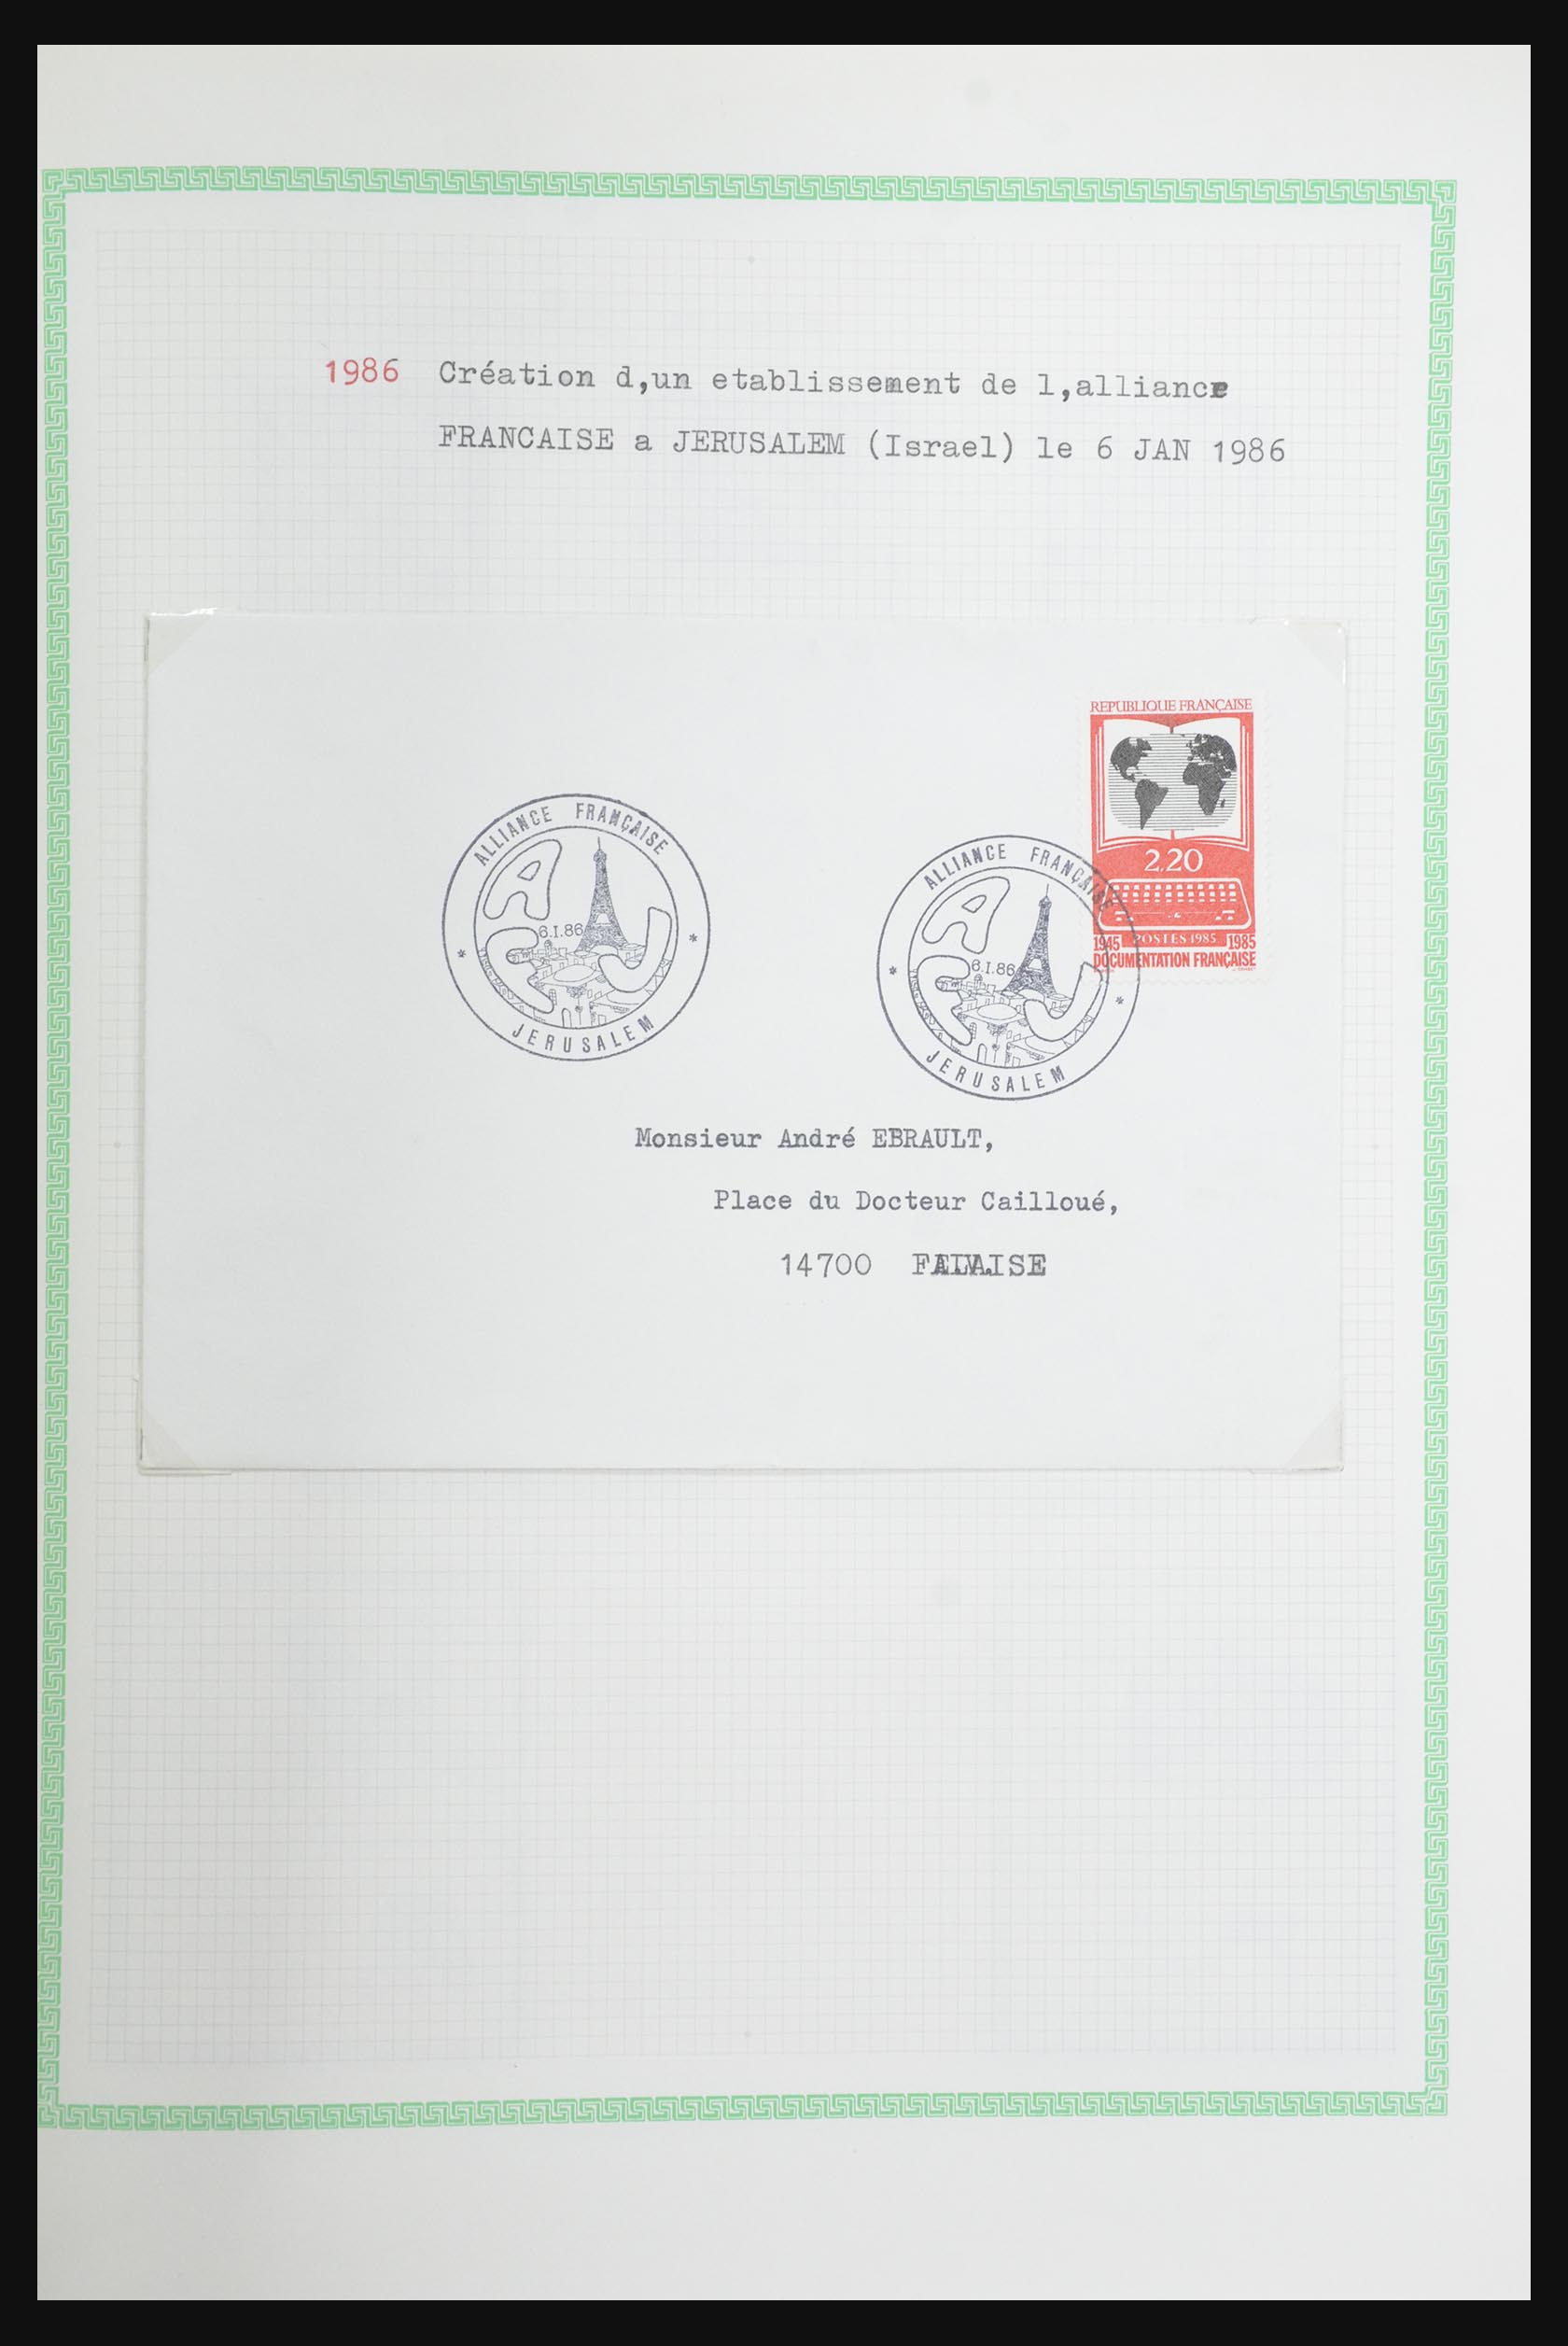 1986 Création d,un etablissement de l,alliance
FRANCAISE a JERUSALEM (Israel) le 6 JAN 1986
REPUBLIQUE FRANÇAISE
2,20
1945 POSTES 1985 1985
DOCUMENTATION FRANÇAISE
ALLIANCE FRANÇAISE
A
F
J
6.I.86
JERUSALEM
ALLIANCE FRANÇAISE
A
F
J
6.I.86
JERUSALEM
Monsieur André EBRAULT,
Place du Docteur Cailloué,
14700 FALAISE